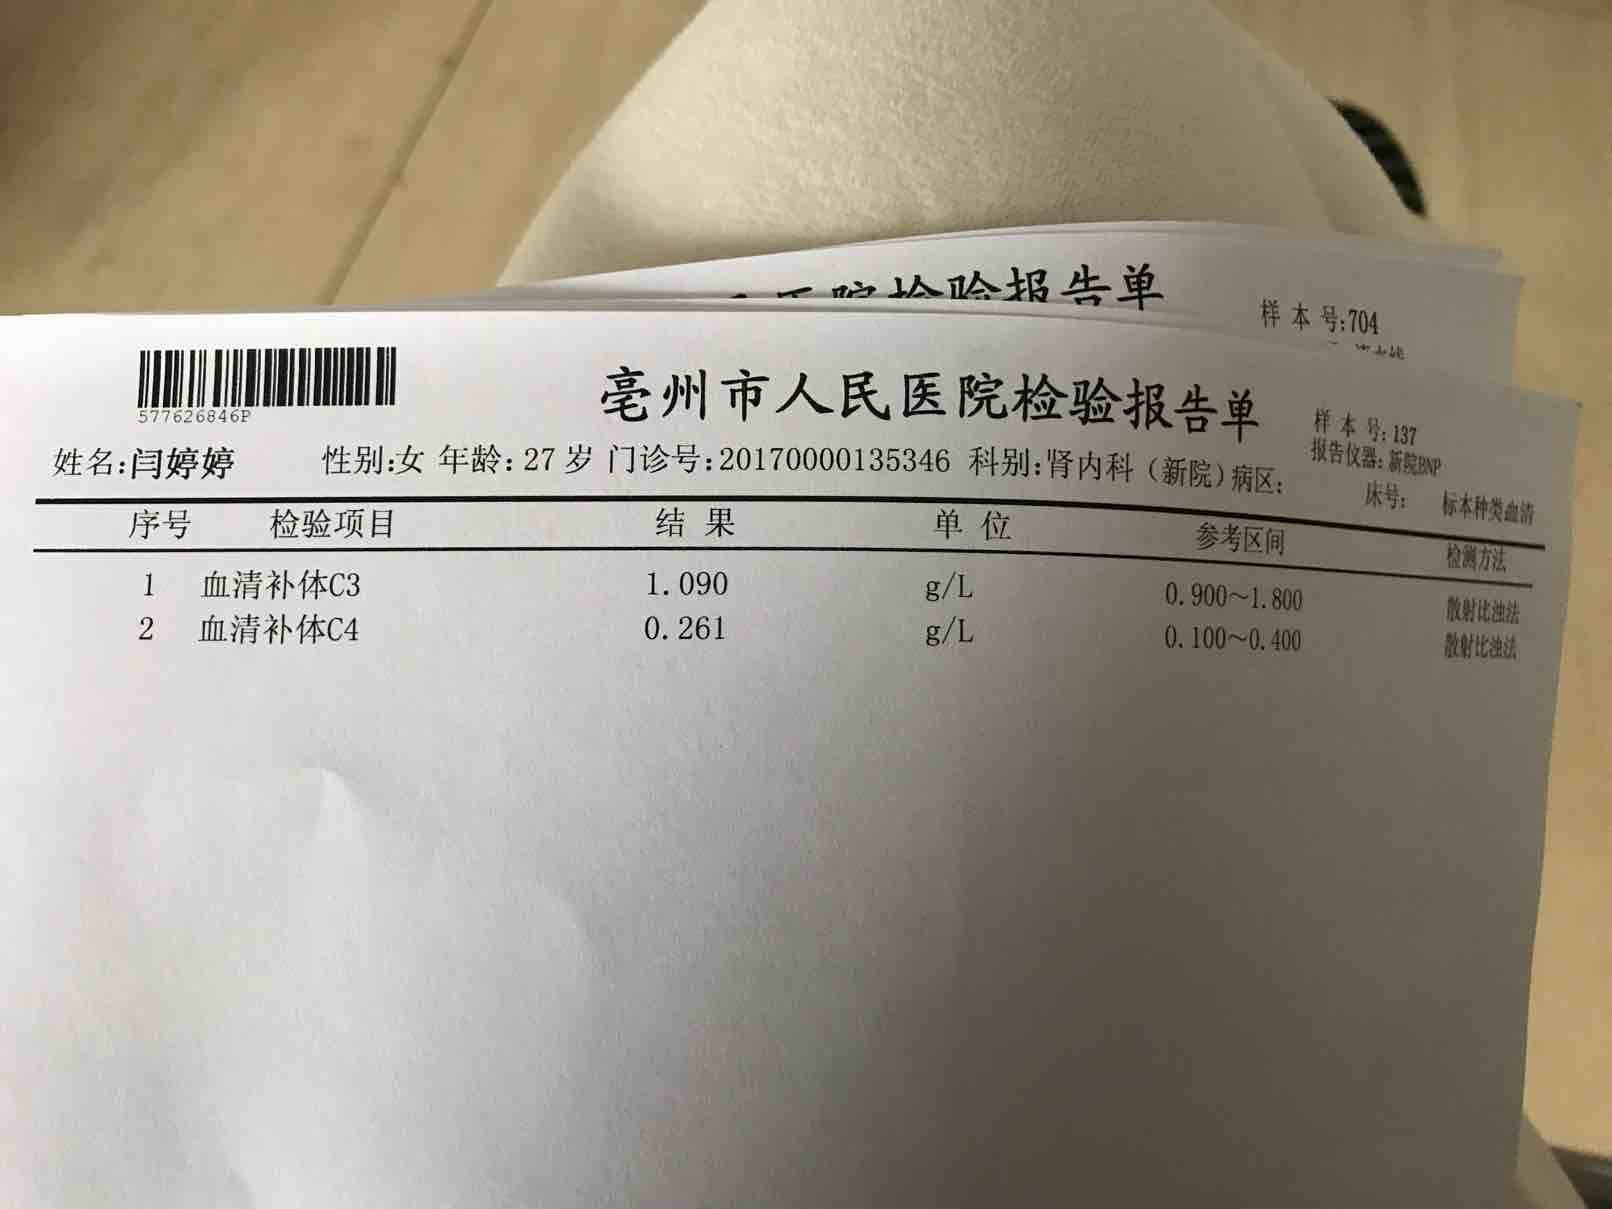 医院检验报告单
样 本 号:704
577626846P
亳州市人民医院检验报告单
样 本 号: 137
报告仪器: 新院BNP
姓名:闫婷婷 性别:女 年龄: 27 岁 门诊号:20170000135346 科别:肾内科（新院）病区: 床号: 标本种类血清
序号 检验项目 结 果 单 位 参考区间 检测方法
1 血清补体C3 1.090 g/L 0.900～1.800 散射比浊法
2 血清补体C4 0.261 g/L 0.100～0.400 散射比浊法